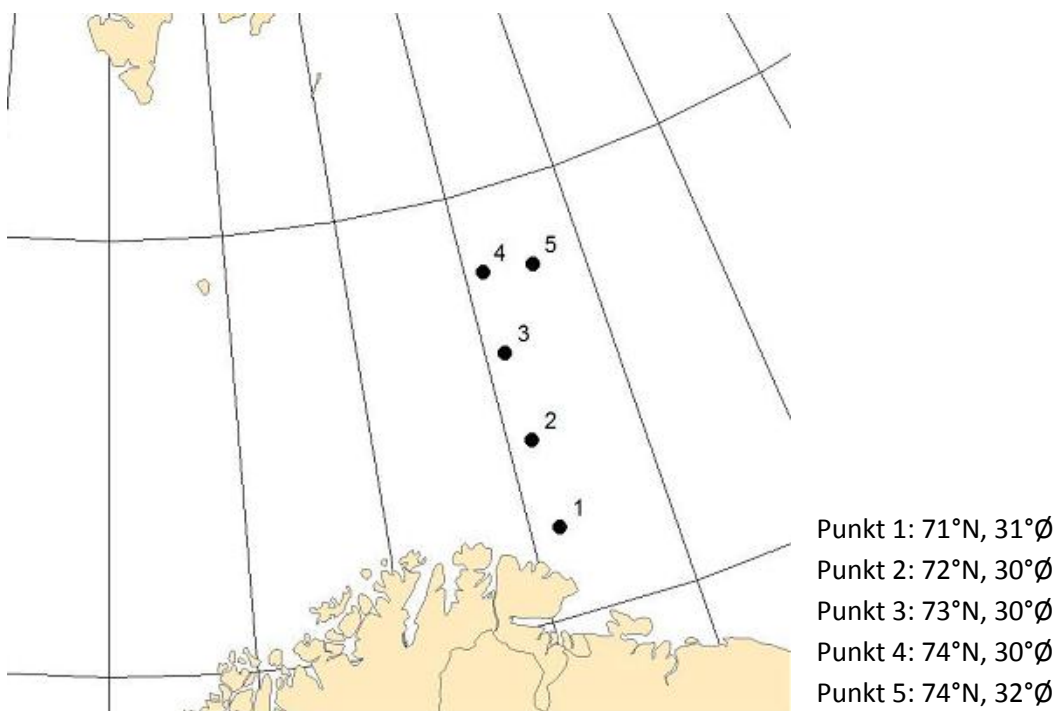 4
5
3
2
1
Punkt 1: 71°N, 31°Ø
Punkt 2: 72°N, 30°Ø
Punkt 3: 73°N, 30°Ø
Punkt 4: 74°N, 30°Ø
Punkt 5: 74°N, 32°Ø